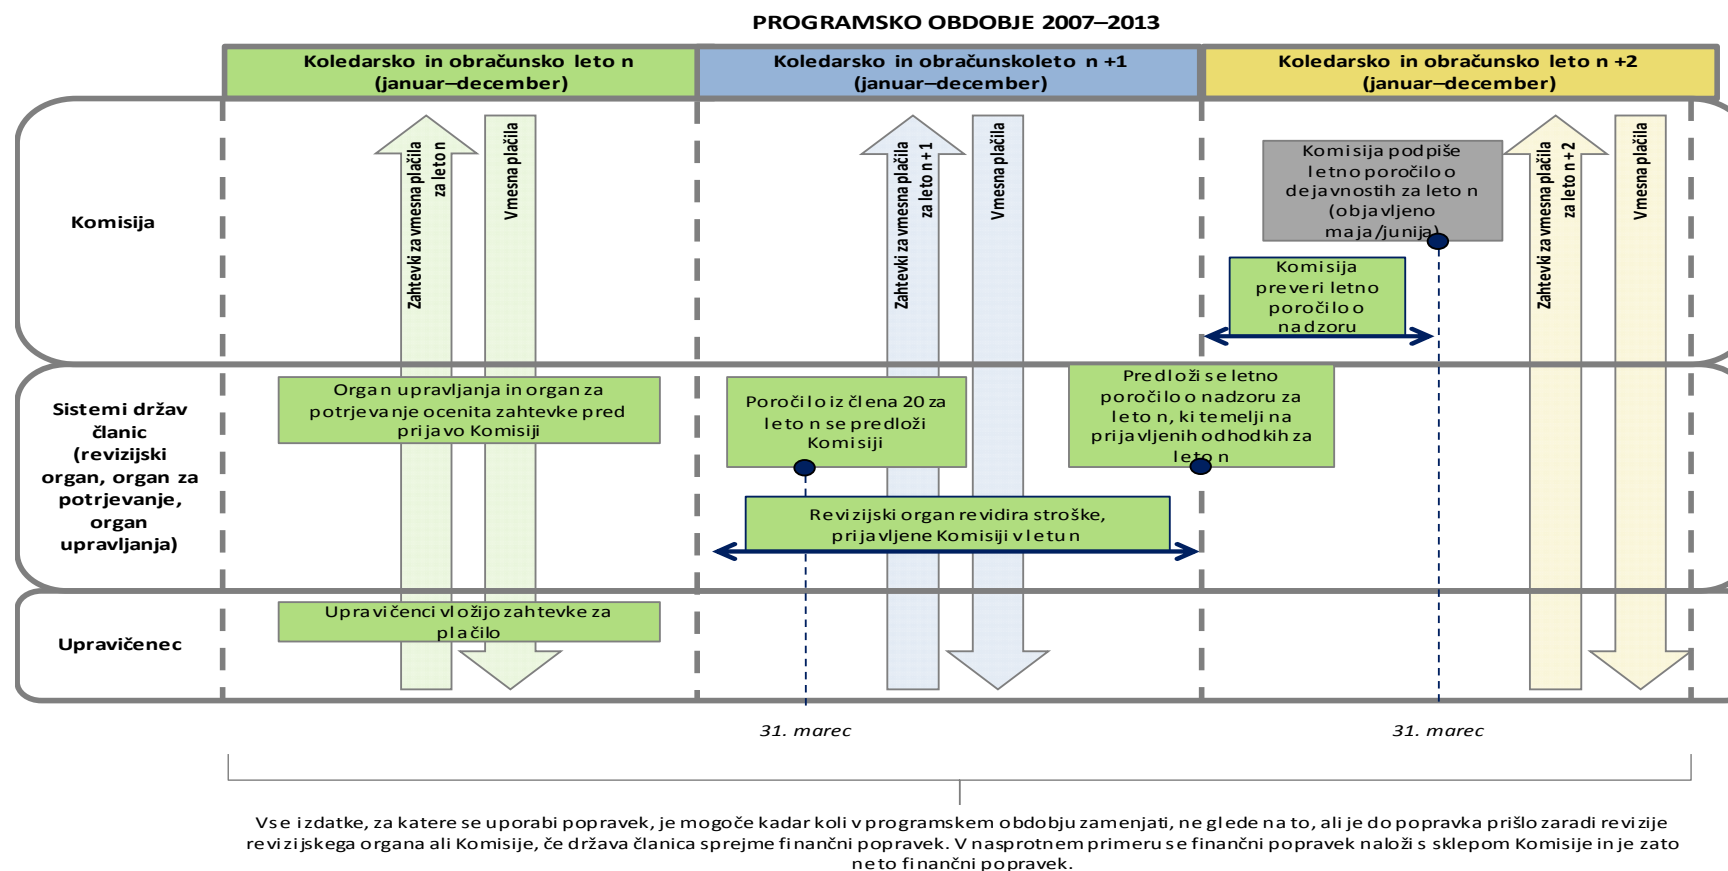 PROGRAMSKO OBDOBJE 2007–2013
Koledarsko in obračunsko leto n
(januar–december)
Koledarsko in obračunskoleto n +1
(januar–december)
Koledarsko in obračunsko leto n +2
(januar–december)
Komisija
Zahtevki za vmesna plačila
za leto n
Vmesna plačila
Zahtevki za vmesna plačila
za leto n + 1
Vmesna plačila
Komisija podpiše
letno poročilo o
dejavnostih za leto n
(objavljeno
maja/junija)
Komisija
preveri letno
poročilo o
nadzoru
Zahtevki za vmesna plačila
za leto n + 2
Vmesna plačila
Sistemi držav
članic
(revizijski
organ, organ za
potrjevanje,
organ
upravljanja)
Organ upravljanja in organ za
potrjevanje ocenita zahtevke pred
prijavo Komisiji
Poročilo iz člena 20 za
leto n se predloži
Komisiji
Predloži se letno
poročilo o nadzoru za
leto n, ki temelji na
prijavljenih odhodkih za
leto n
Revizijski organ revidira stroške,
prijavljene Komisiji v letu n
Upravičenec
Upravičenci vložijo zahtevke za
plačilo
31. marec
31. marec
Vse izdatke, za katere se uporabi popravek, je mogoče kadar koli v programskem obdobju zamenjati, ne glede na to, ali je do popravka prišlo zaradi revizije
revizijskega organa ali Komisije, če država članica sprejme finančni popravek. V nasprotnem primeru se finančni popravek naloži s sklepom Komisije in je zato
neto finančni popravek.